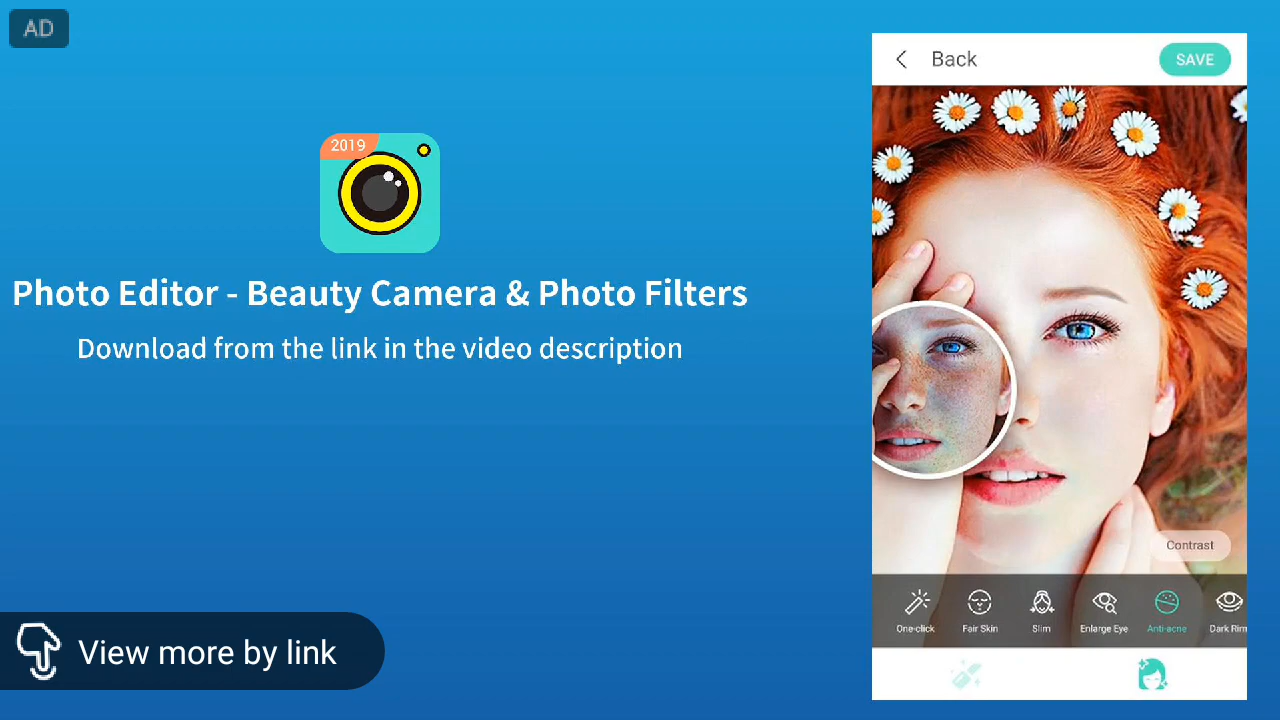 AD
2019
Photo Editor - Beauty Camera & Photo Filters
Download from the link in the video description
View more by link
Back
SAVE
Contrast
One-click
Fair Skin
Slim
Enlarge Eye
Anti-acne
Dark Rim